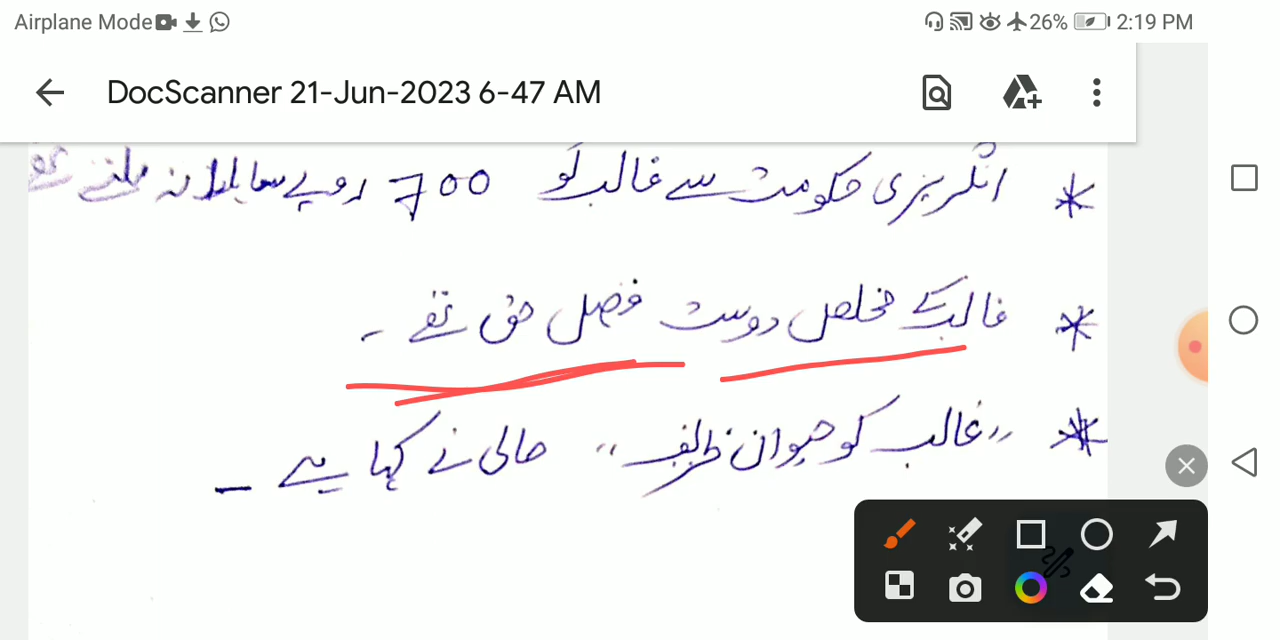 Airplane Mode 26% 2:19 PM
DocScanner 21-Jun-2023 6-47 AM
* انگریزی حکومت سے غالب کو 700 روپے سالانہ ملتے تھے
* غالب کے مخلص دوست فضل حق تھے ۔
* ,,غالب کو حیوان ظریف,, حالی نے کہا ہے ۔